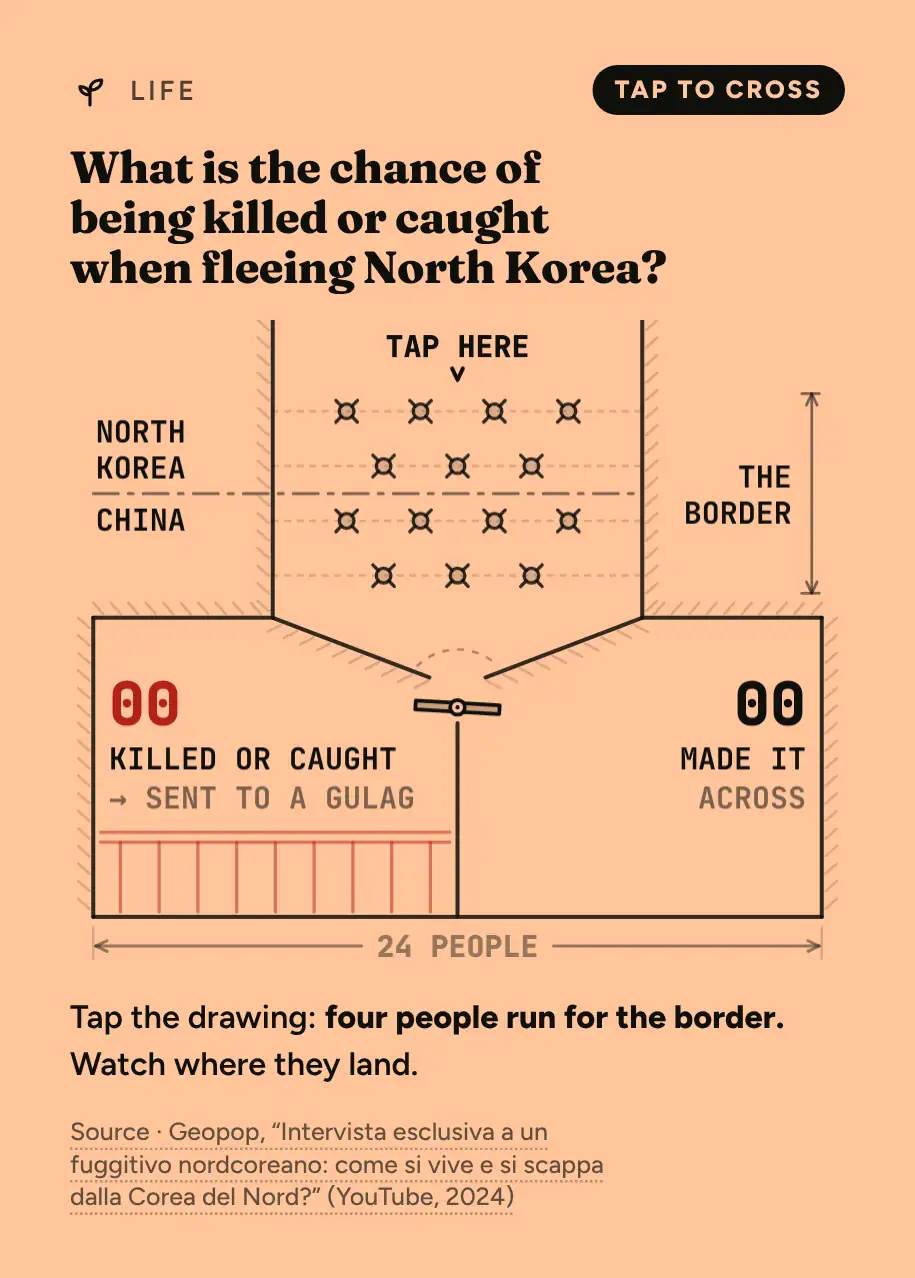 LIFE
TAP TO CROSS
What is the chance of
being killed or caught
when fleeing North Korea?
TAP HERE
NORTH
KOREA
CHINA
THE
BORDER
00
KILLED OR CAUGHT
→ SENT TO A GULAG
00
MADE IT
ACROSS
24 PEOPLE
Tap the drawing: four people run for the border.
Watch where they land.
Source · Geopop, “Intervista esclusiva a un
fuggitivo nordcoreano: come si vive e si scappa
dalla Corea del Nord?” (YouTube, 2024)